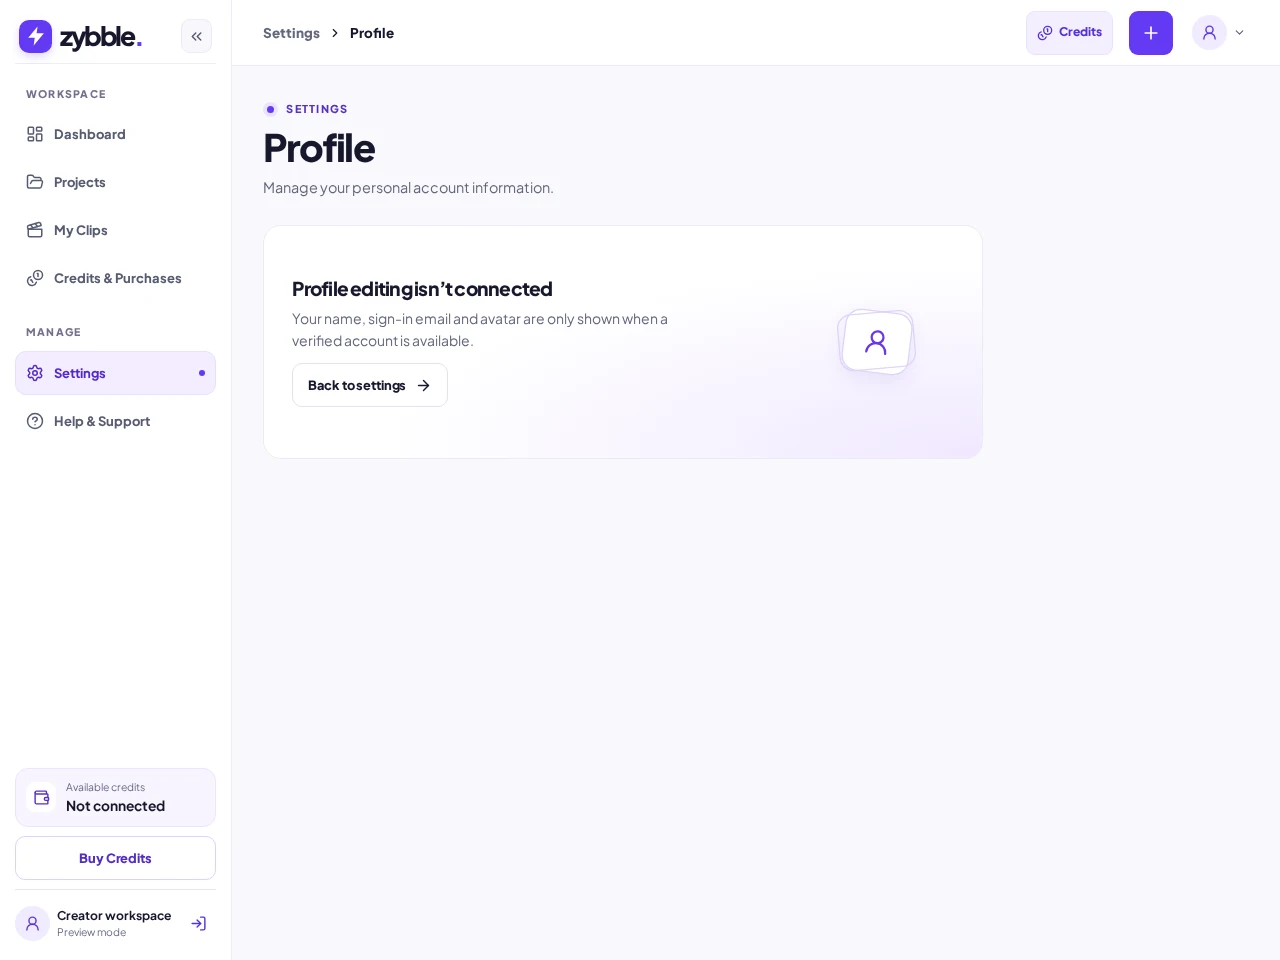 zybble.
WORKSPACE
Dashboard
Projects
My Clips
Credits & Purchases
MANAGE
Settings
Help & Support
Available credits
Not connected
Buy Credits
Creator workspace
Preview mode
Settings > Profile
Credits
SETTINGS
Profile
Manage your personal account information.
Profile editing isn’t connected
Your name, sign-in email and avatar are only shown when a
verified account is available.
Back to settings